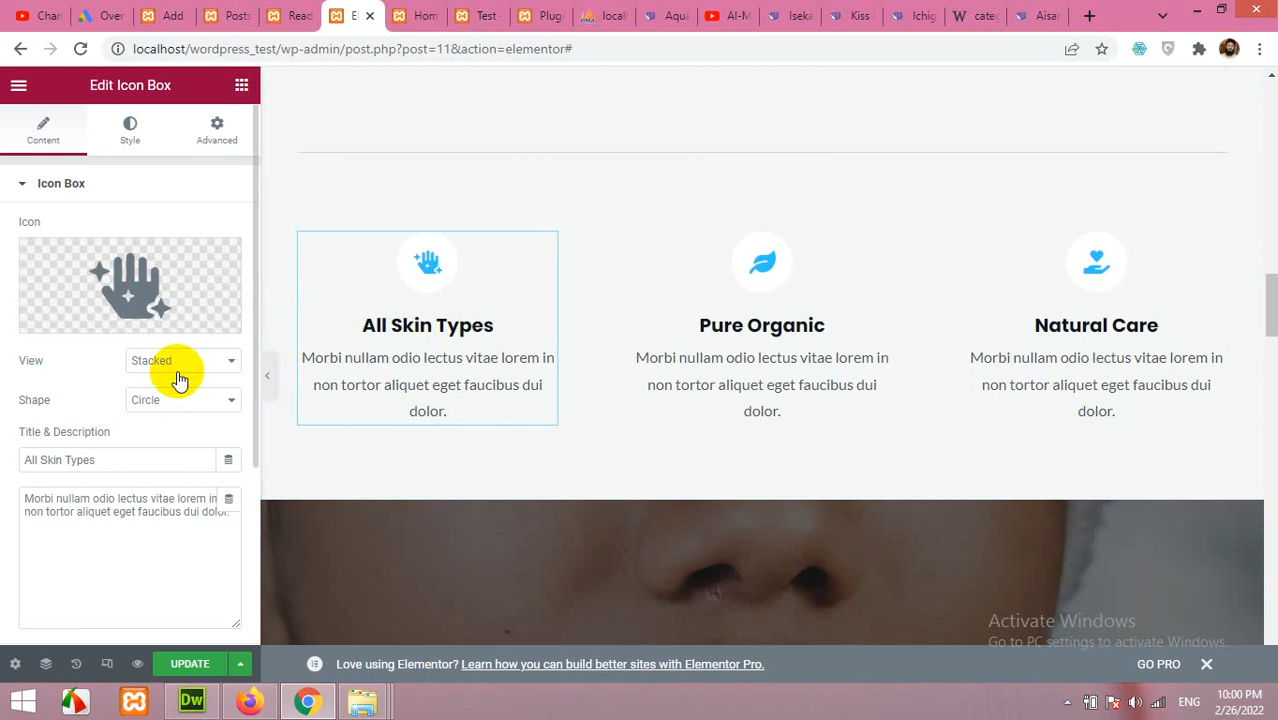 Chan
Over
Add
Posts
Read
El
Hom
Test -
Plug
locall
Aqua
AI-M
Iseka
Kiss
Ichig
categ
Aisar
localhost/wordpress_test/wp-admin/post.php?post=11&action=elementor#
Edit Icon Box
Content
Style
Advanced
Icon Box
Icon
View
Stacked
Shape
Circle
Title & Description
All Skin Types
Morbi nullam odio lectus vitae lorem in
non tortor aliquet eget faucibus dui dolor.
UPDATE
All Skin Types
Morbi nullam odio lectus vitae lorem in
non tortor aliquet eget faucibus dui
dolor.
Pure Organic
Morbi nullam odio lectus vitae lorem in
non tortor aliquet eget faucibus dui
dolor.
Natural Care
Morbi nullam odio lectus vitae lorem in
non tortor aliquet eget faucibus dui
dolor.
Activate Windows
Go to PC settings to activate Windows.
Love using Elementor? Learn how you can build better sites with Elementor Pro.
GO PRO
Dw
ENG
10:00 PM
2/26/2022